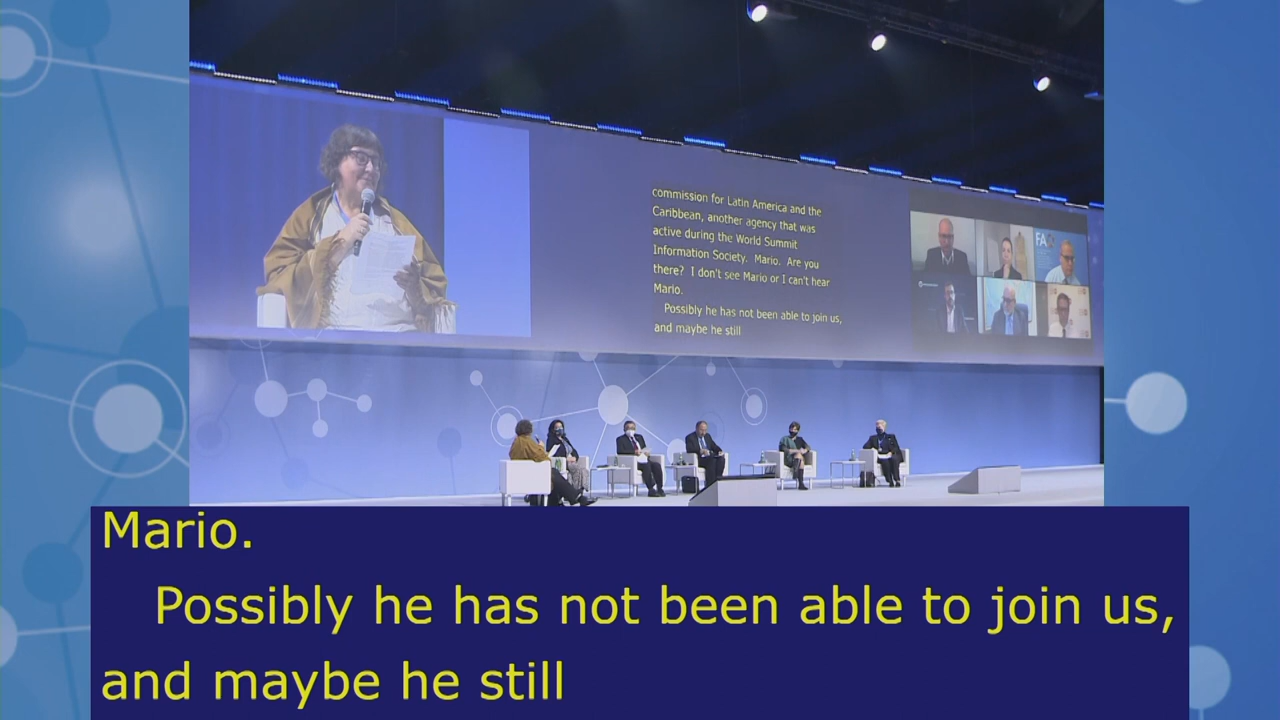 commission for Latin America and the
Caribbean, another agency that was
active during the World Summit
Information Society. Mario. Are you
there? I don't see Mario or I can't hear
Mario.
Possibly he has not been able to join us,
and maybe he still
FAO
Mario.
Possibly he has not been able to join us,
and maybe he still